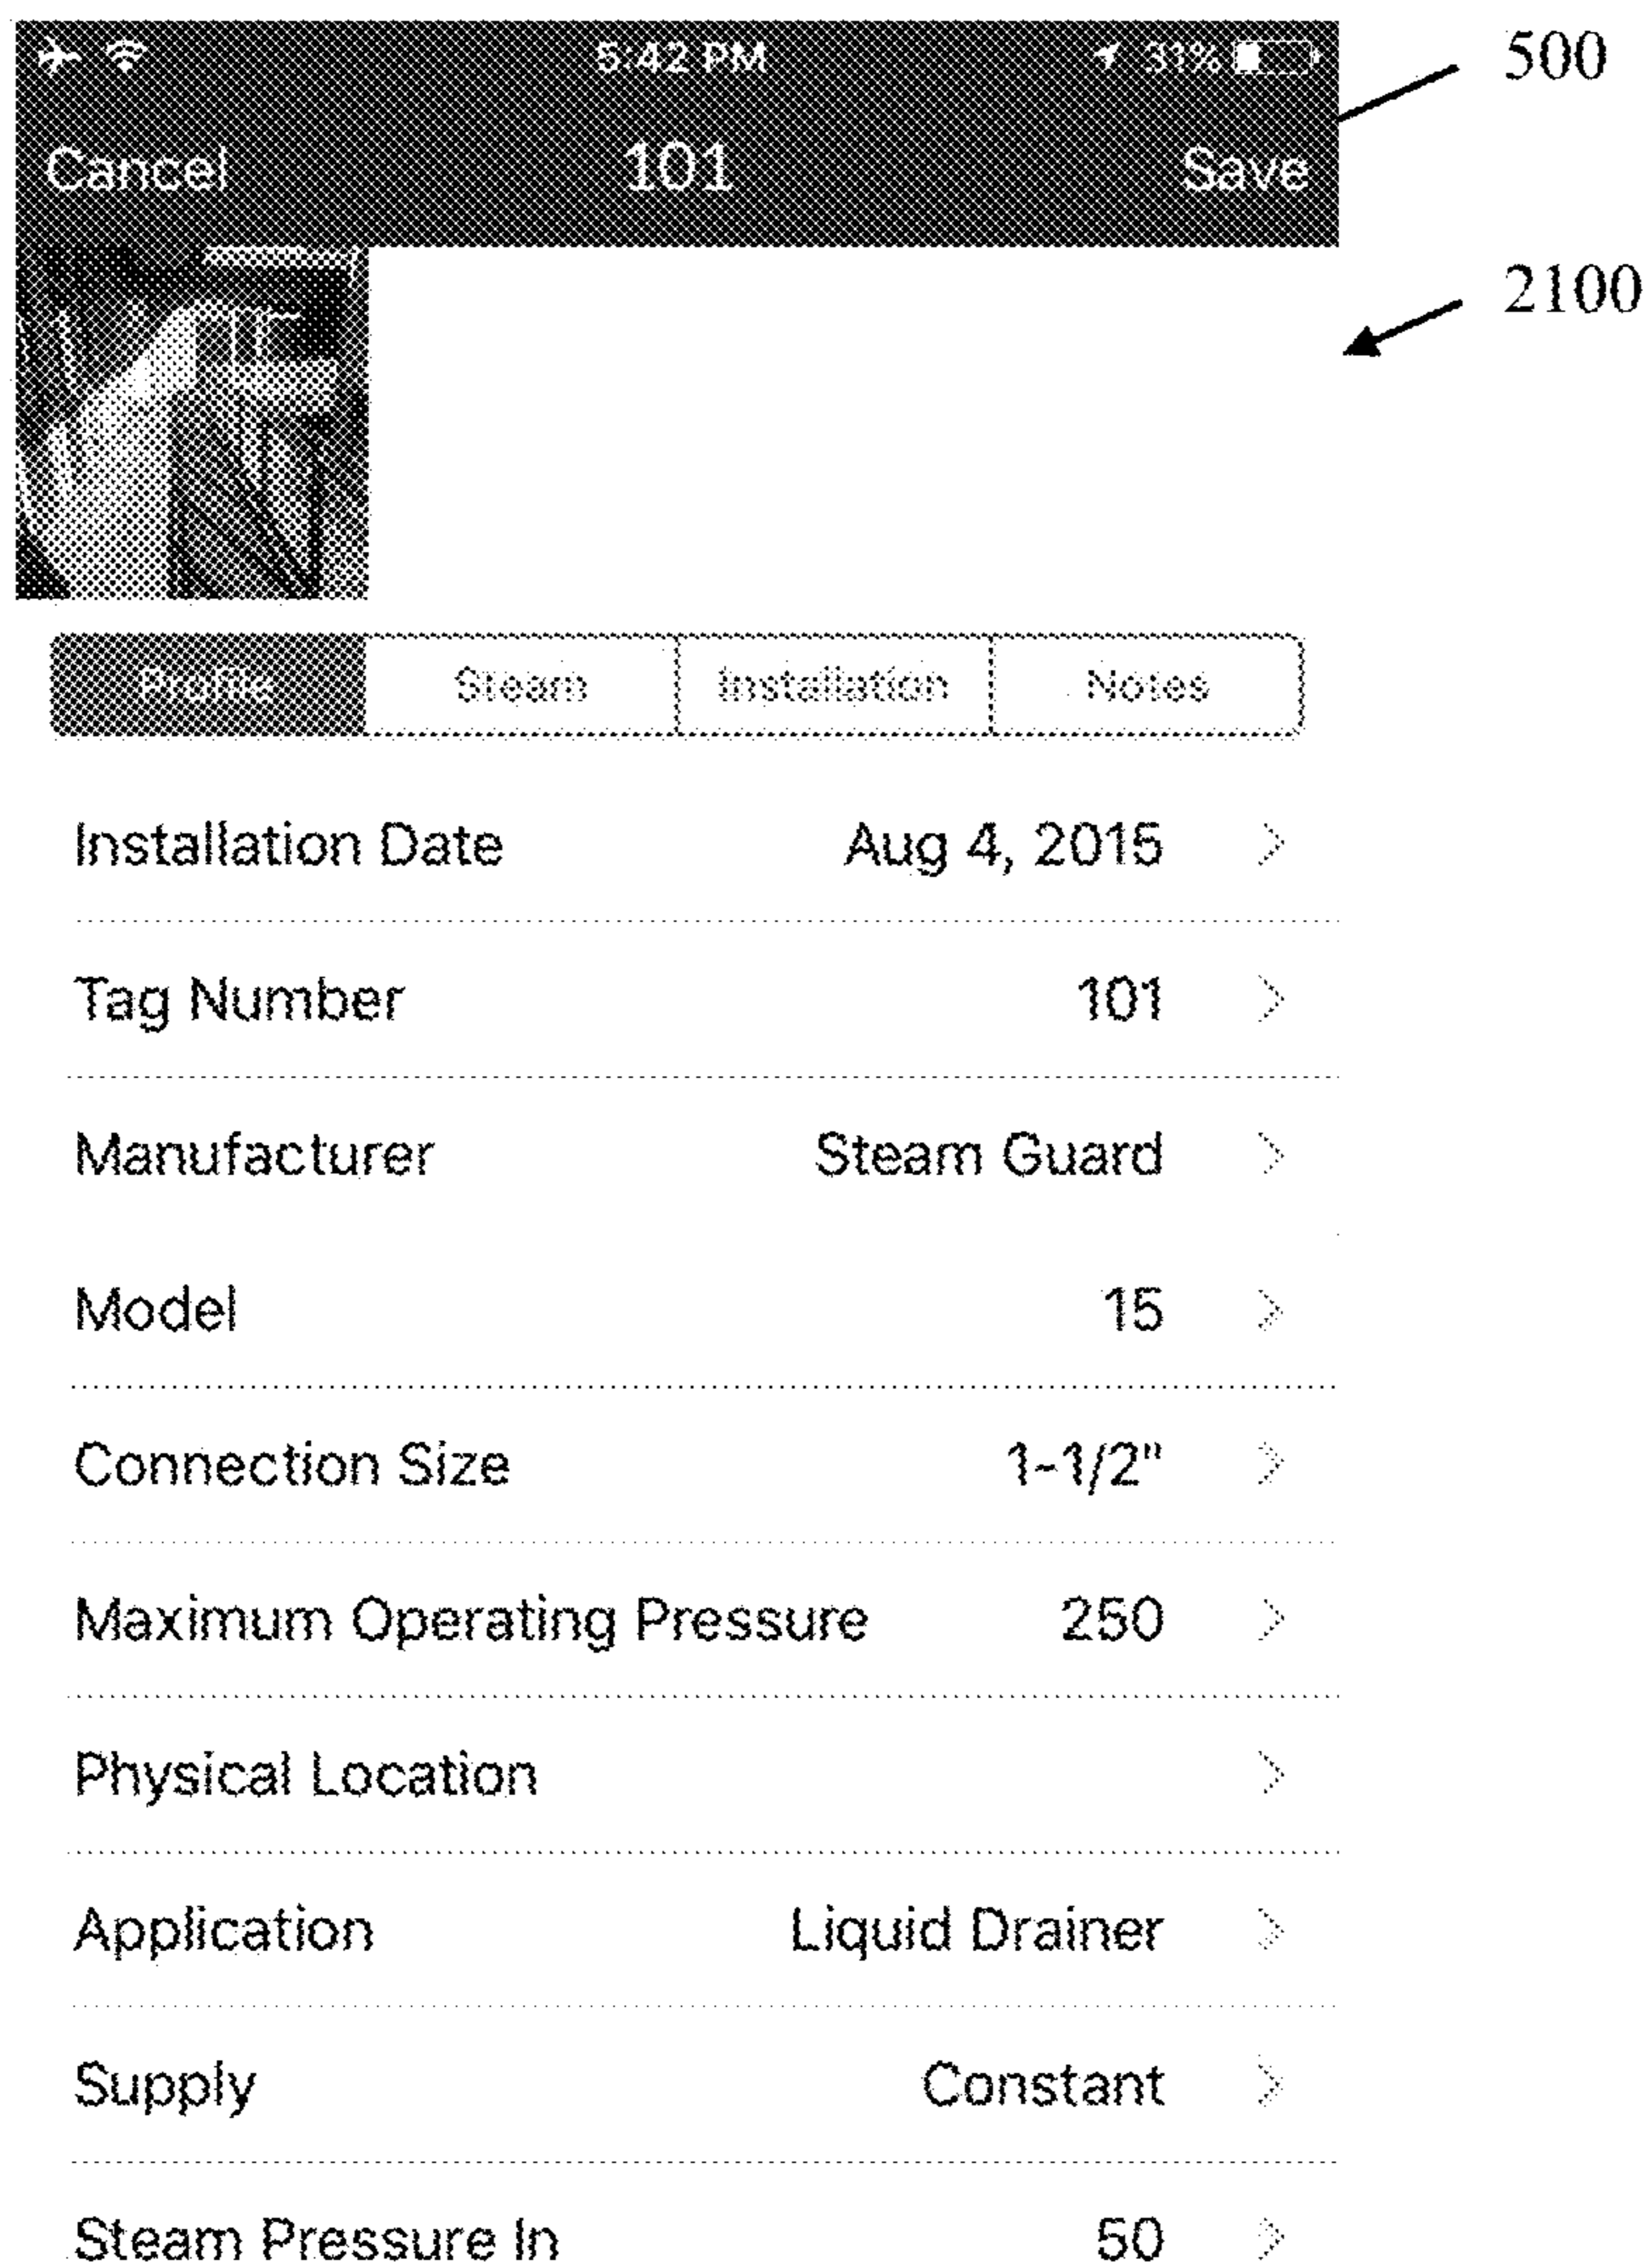 5:42 PM 31% 500
Cancel 101 Save
2100
Profile Steam Installation Notes
Installation Date Aug 4, 2015 >
Tag Number 101 >
Manufacturer Steam Guard >
Model 15 >
Connection Size 1-1/2" >
Maximum Operating Pressure 250 >
Physical Location >
Application Liquid Drainer >
Supply Constant >
Steam Pressure In 50 >